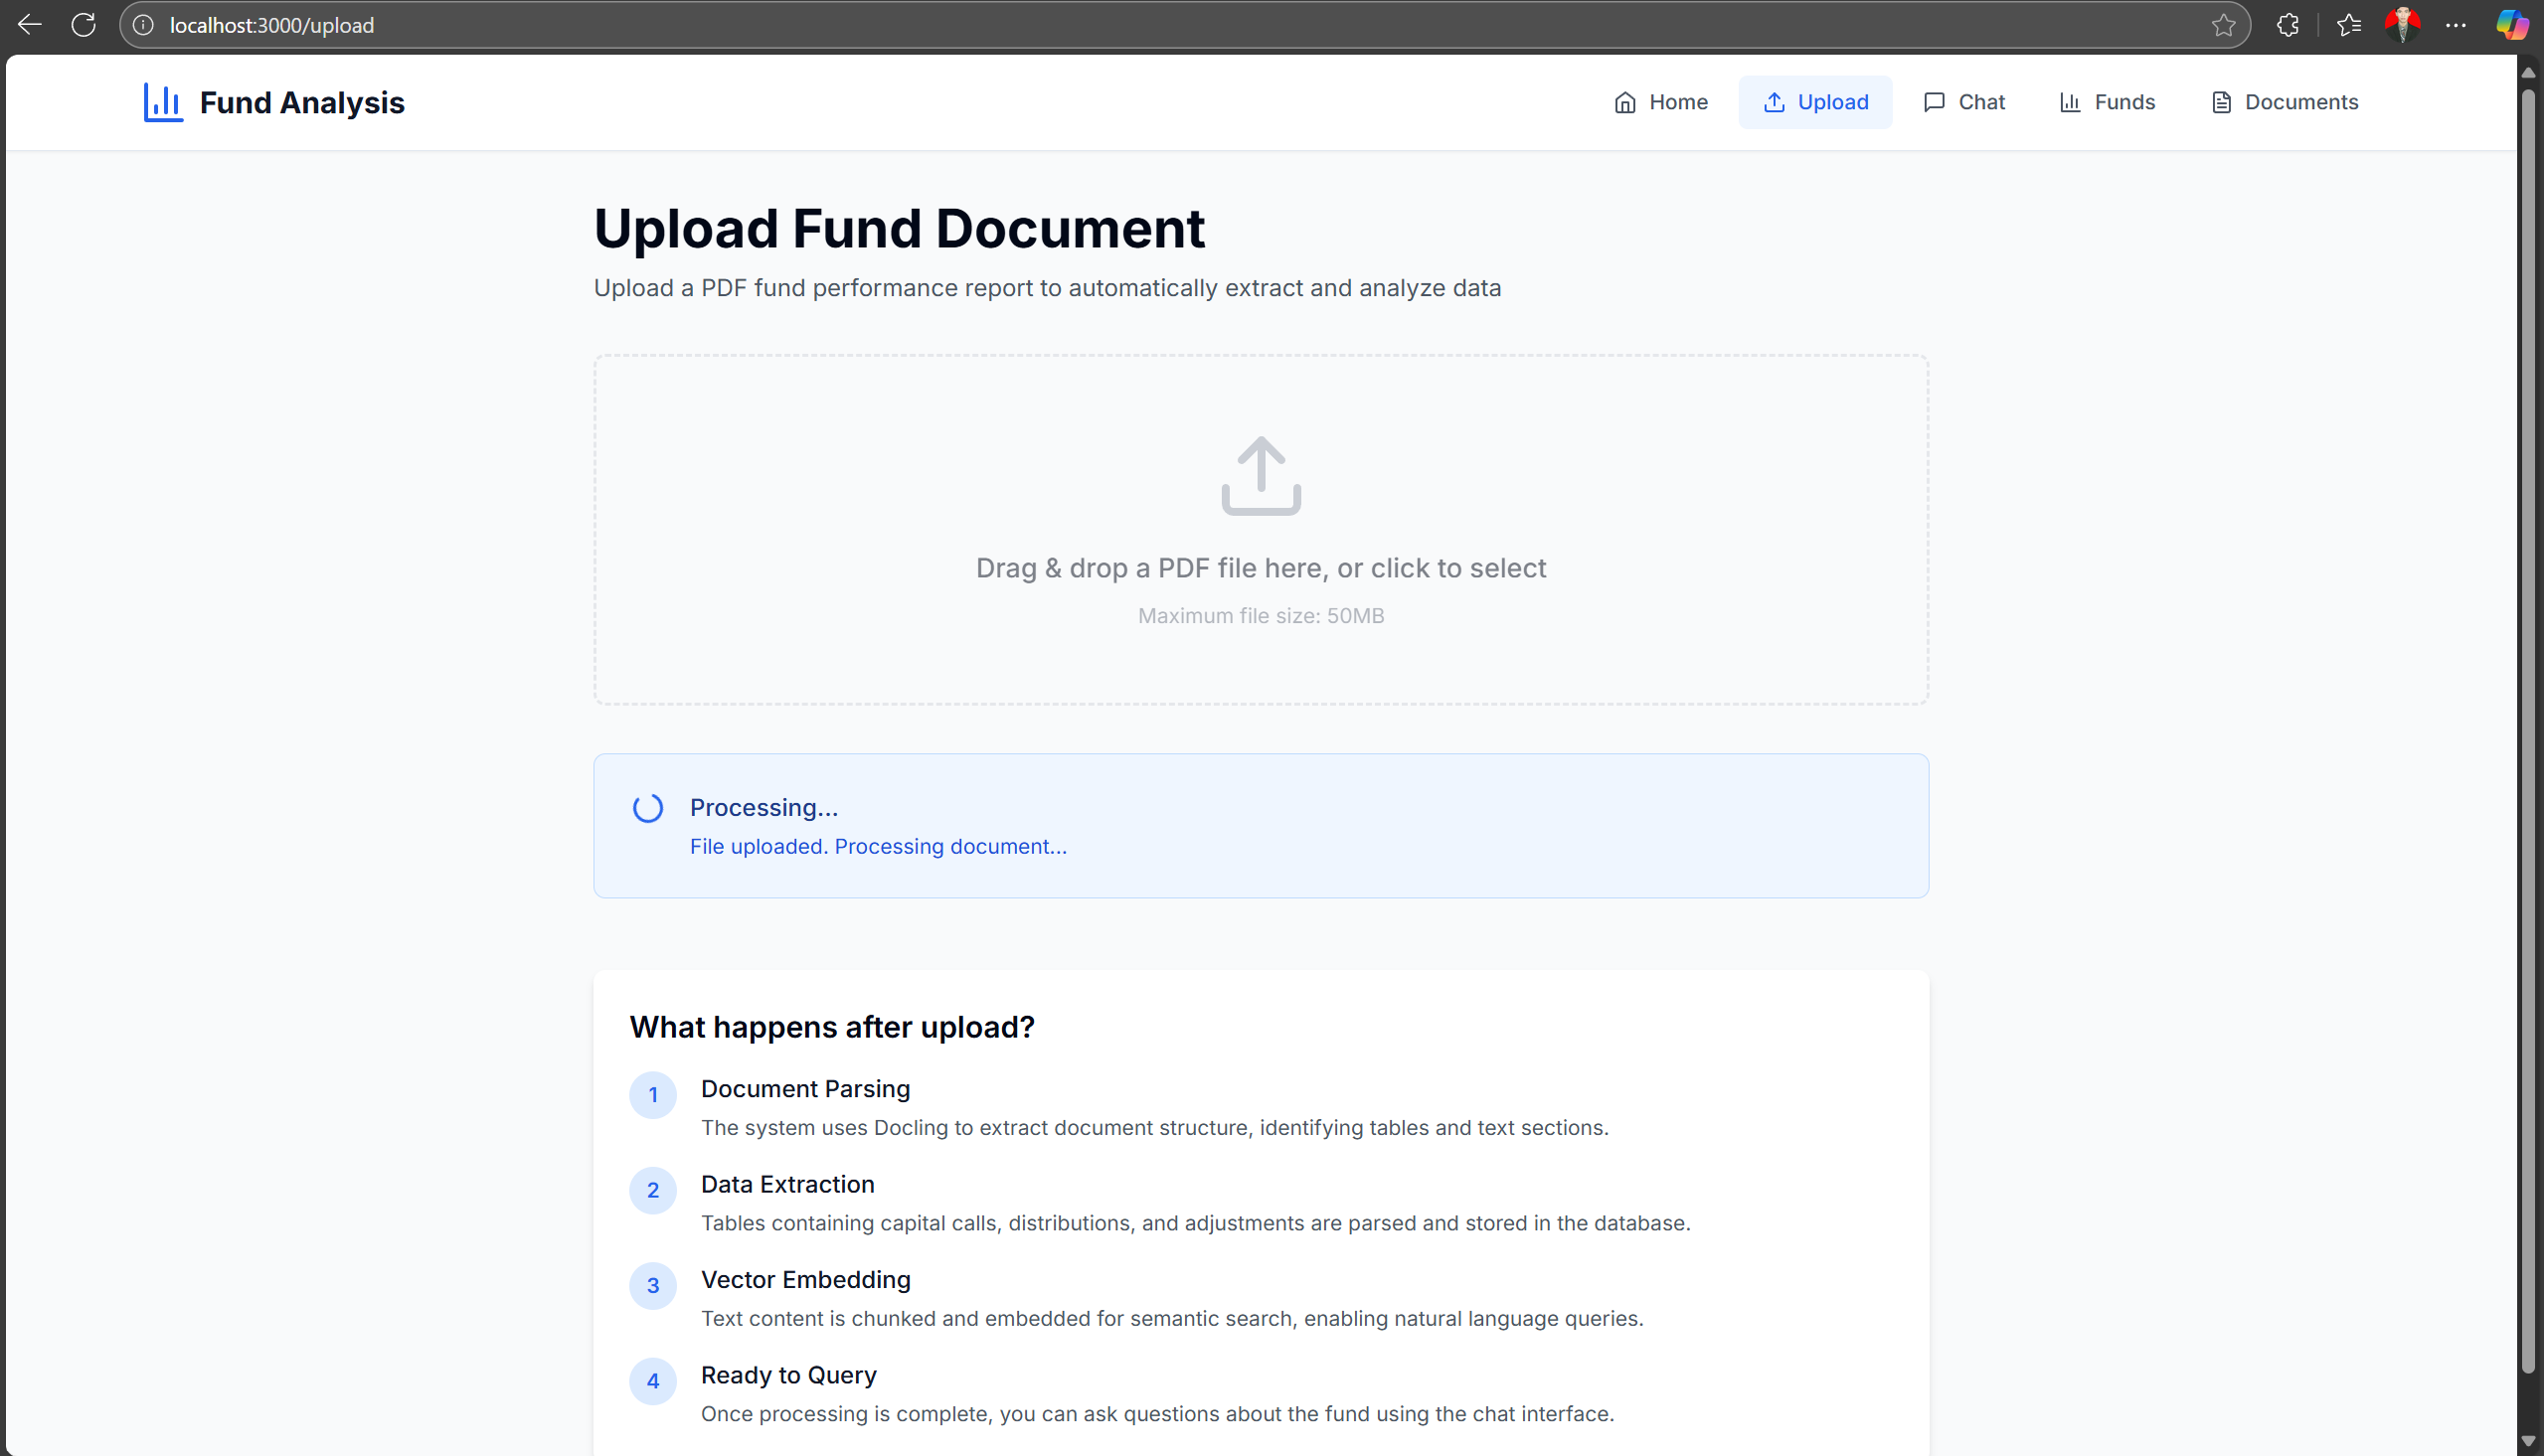 localhost:3000/upload
Fund Analysis
Home
Upload
Chat
Funds
Documents
Upload Fund Document
Upload a PDF fund performance report to automatically extract and analyze data
Drag & drop a PDF file here, or click to select
Maximum file size: 50MB
Processing...
File uploaded. Processing document...
What happens after upload?
1
Document Parsing
The system uses Docling to extract document structure, identifying tables and text sections.
2
Data Extraction
Tables containing capital calls, distributions, and adjustments are parsed and stored in the database.
3
Vector Embedding
Text content is chunked and embedded for semantic search, enabling natural language queries.
4
Ready to Query
Once processing is complete, you can ask questions about the fund using the chat interface.